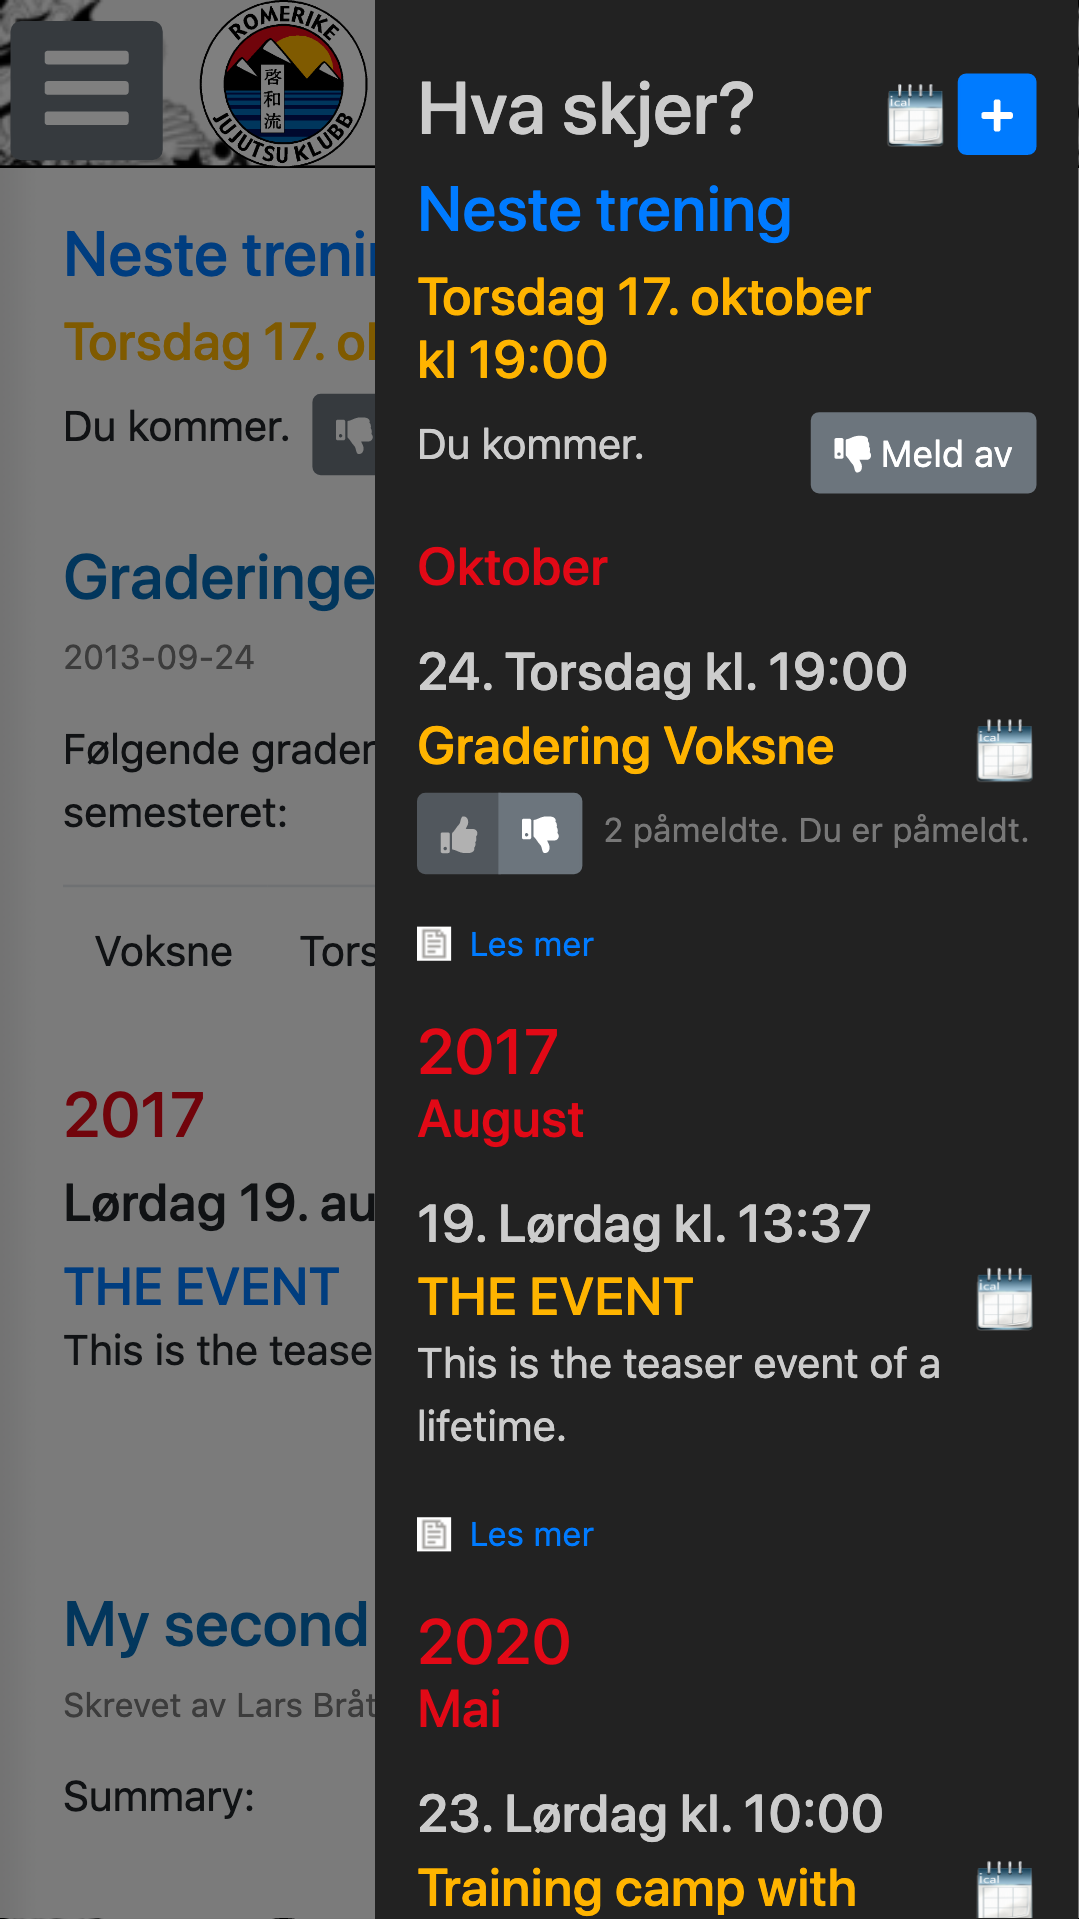 ROMERIKE
啓和流
JUJUTSU KLUBB
Neste treni
Torsdag 17. ok
Du kommer.
Graderinge
2013-09-24
Følgende grader
semesteret:
Voksne Tors
2017
Lørdag 19. au
THE EVENT
This is the tease
My second
Skrevet av Lars Bråt
Summary:
Hva skjer?
ical
Neste trening
Torsdag 17. oktober
kl 19:00
Du kommer.
Meld av
Oktober
24. Torsdag kl. 19:00
Gradering Voksne
ical
2 påmeldte. Du er påmeldt.
Les mer
2017
August
19. Lørdag kl. 13:37
THE EVENT
ical
This is the teaser event of a
lifetime.
Les mer
2020
Mai
23. Lørdag kl. 10:00
Training camp with
ical